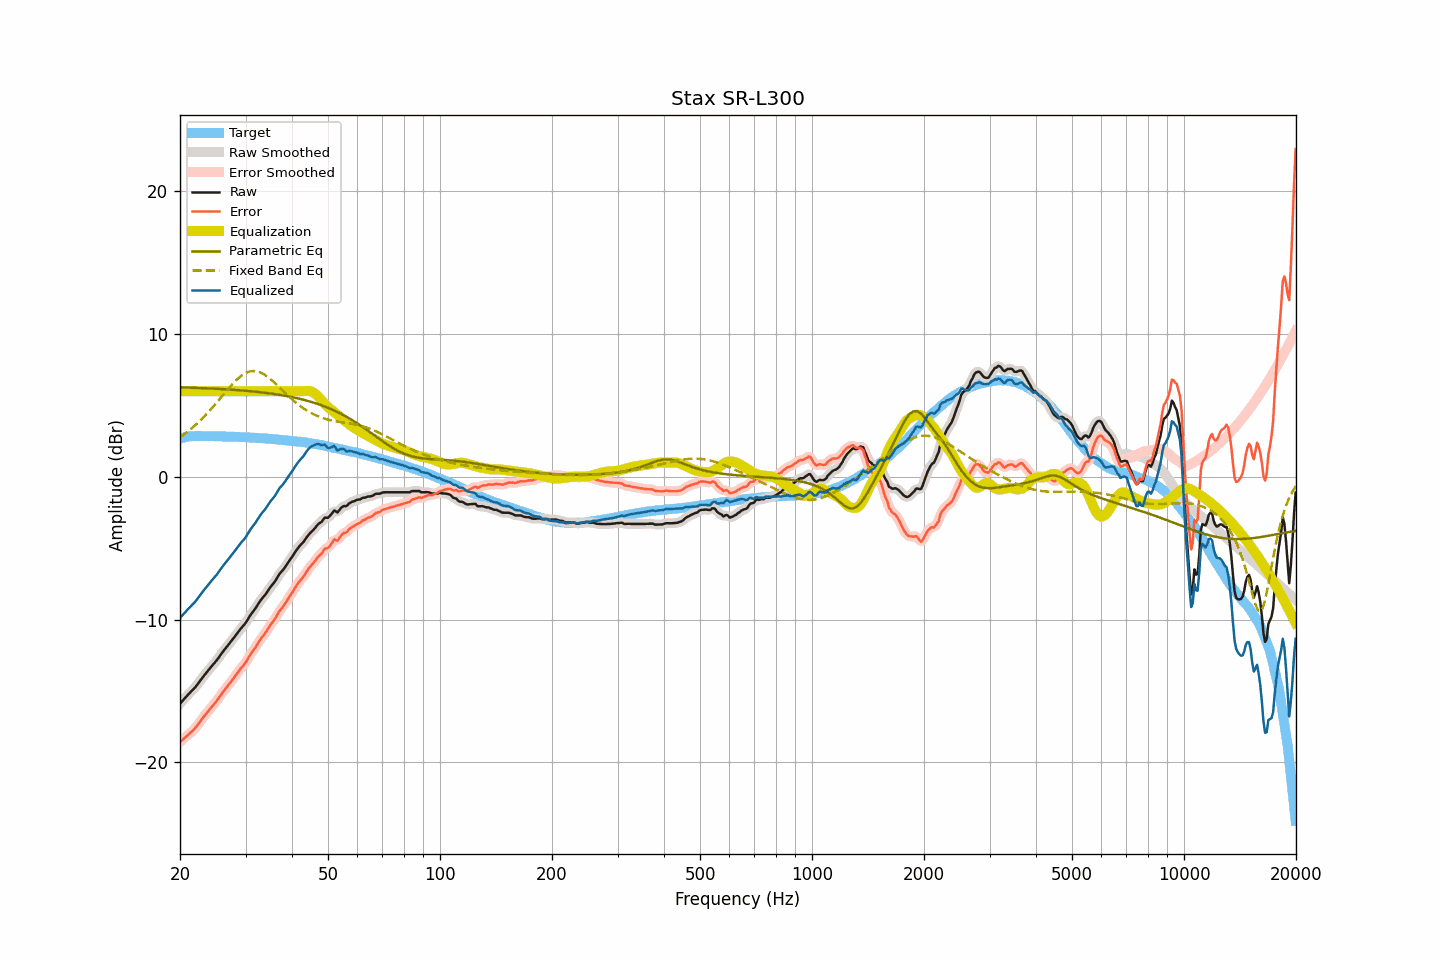 Stax SR-L300
Target
Raw Smoothed
Error Smoothed
Raw
Error
Equalization
Parametric Eq
Fixed Band Eq
Equalized
Amplitude (dBr)
20
10
0
−10
−20
20 50 100 200 500 1000 2000 5000 10000 20000
Frequency (Hz)